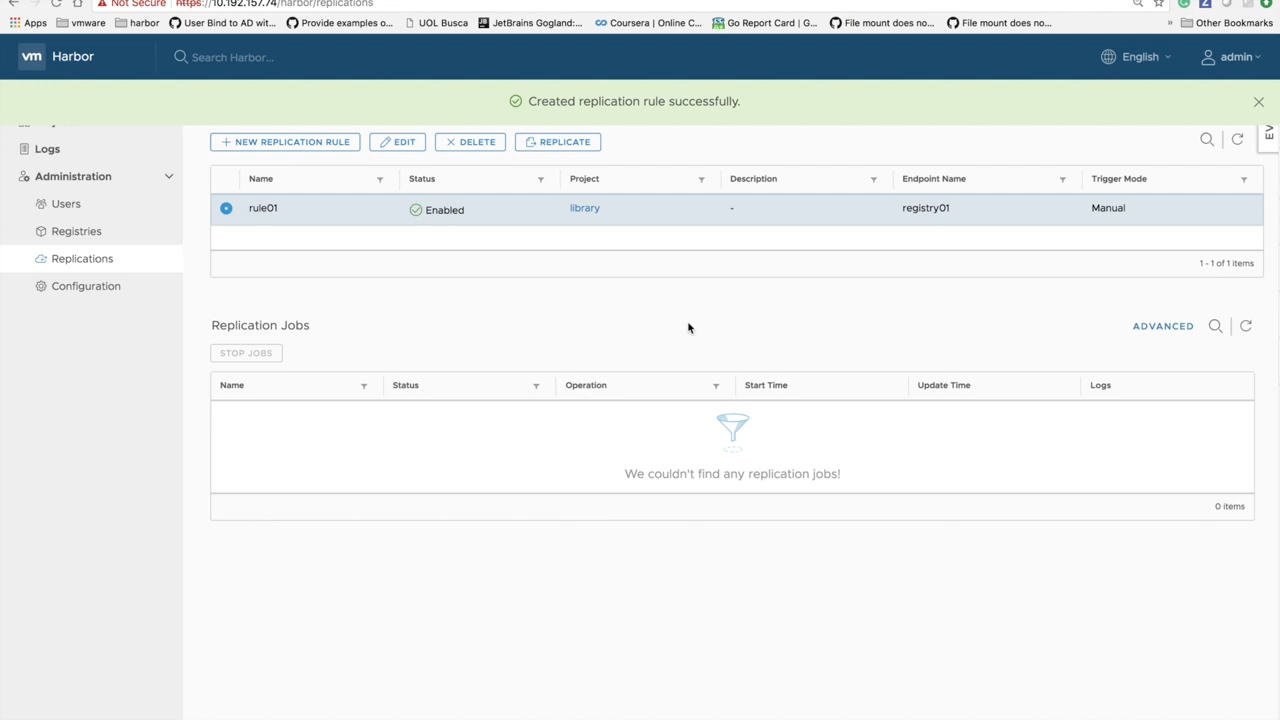 Not Secure https://10.192.157.74/harbor/replications
Apps vmware harbor User Bind to AD wit... Provide examples o... UOL Busca JetBrains Gogland:... Coursera | Online C... Go Report Card | G... File mount does no... File mount does no... » Other Bookmarks
vm Harbor Search Harbor... English admin
Created replication rule successfully.
Logs
Administration
Users
Registries
Replications
Configuration
+ NEW REPLICATION RULE EDIT × DELETE REPLICATE
Name Status Project Description Endpoint Name Trigger Mode
rule01 Enabled library - registry01 Manual
1 - 1 of 1 items
Replication Jobs ADVANCED
STOP JOBS
Name Status Operation Start Time Update Time Logs
We couldn't find any replication jobs!
0 items